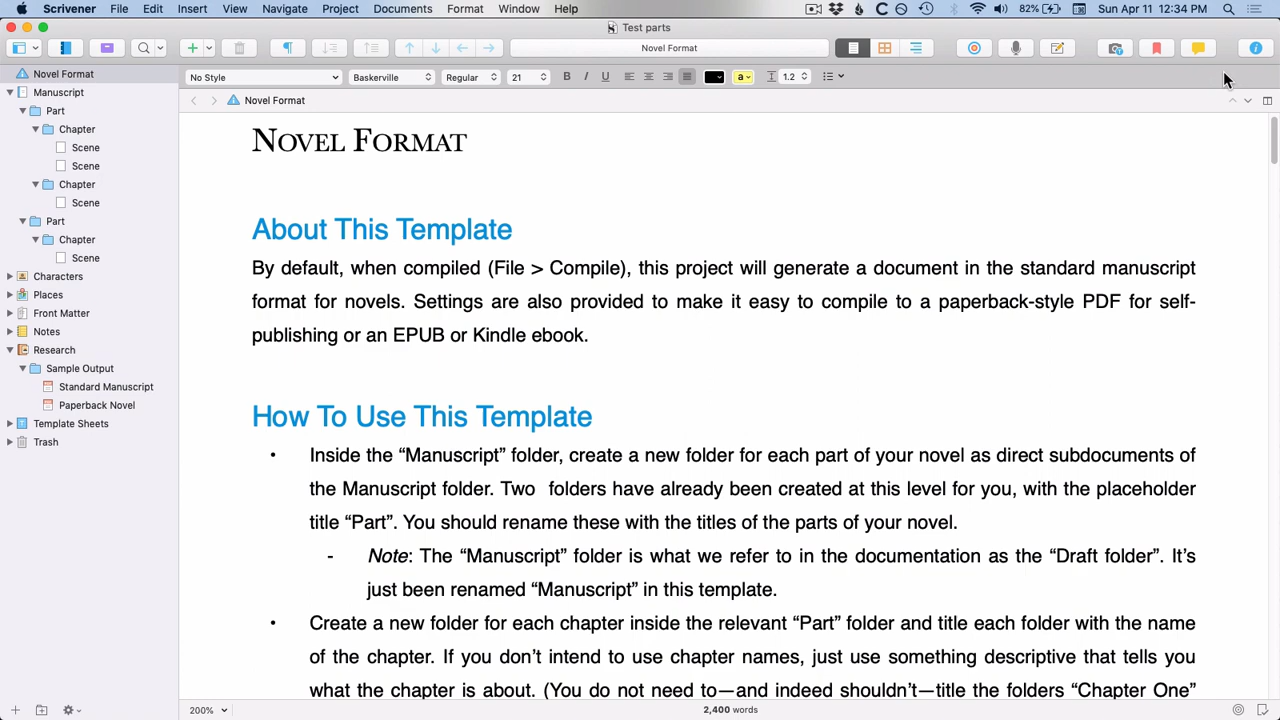 Scrivener File Edit Insert View Navigate Project Documents Format Window Help 82% Sun Apr 11 12:34 PM
Test parts
Novel Format
No Style Baskerville Regular 21 B I U a 1.2
Novel Format
Novel Format
Manuscript
Part
Chapter
Scene
Scene
Chapter
Scene
Part
Chapter
Scene
Characters
Places
Front Matter
Notes
Research
Sample Output
Standard Manuscript
Paperback Novel
Template Sheets
Trash
NOVEL FORMAT
About This Template
By default, when compiled (File > Compile), this project will generate a document in the standard manuscript
format for novels. Settings are also provided to make it easy to compile to a paperback-style PDF for self-
publishing or an EPUB or Kindle ebook.
How To Use This Template
• Inside the “Manuscript” folder, create a new folder for each part of your novel as direct subdocuments of
the Manuscript folder. Two folders have already been created at this level for you, with the placeholder
title “Part”. You should rename these with the titles of the parts of your novel.
- Note: The “Manuscript” folder is what we refer to in the documentation as the “Draft folder”. It’s
just been renamed “Manuscript” in this template.
• Create a new folder for each chapter inside the relevant “Part” folder and title each folder with the name
of the chapter. If you don’t intend to use chapter names, just use something descriptive that tells you
what the chapter is about. (You do not need to—and indeed shouldn’t—title the folders “Chapter One”
200% 2,400 words